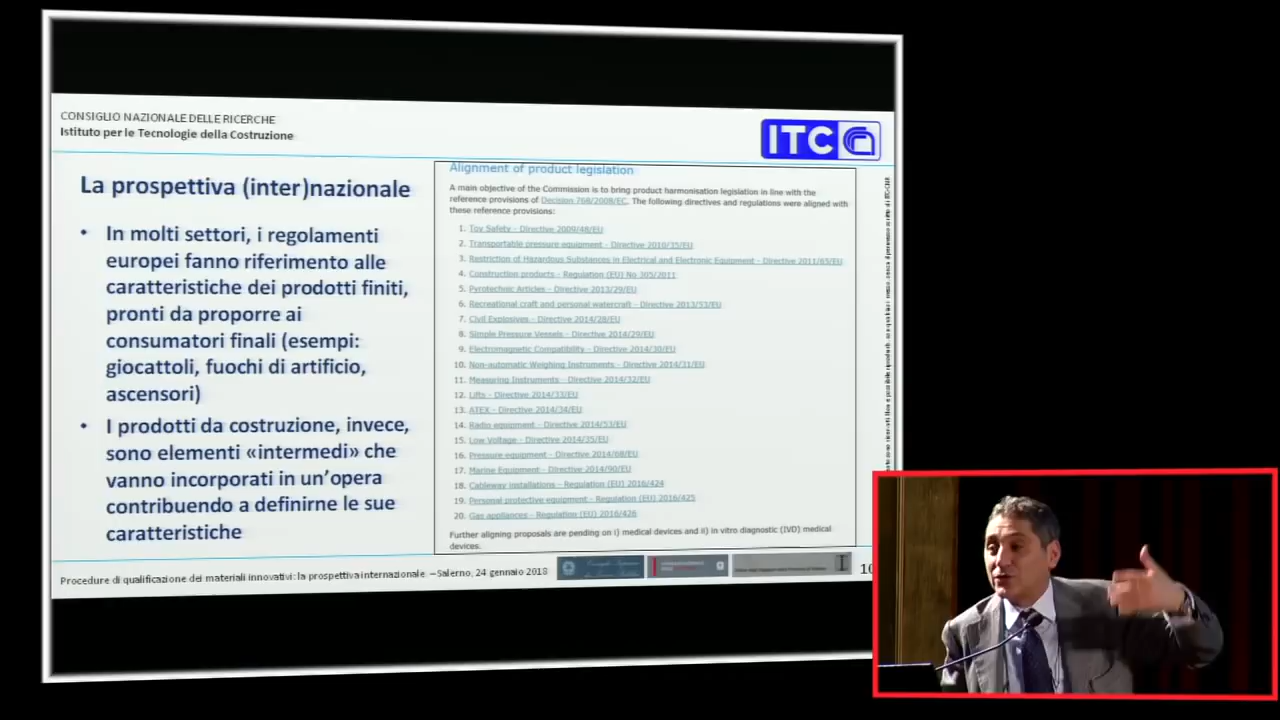 CONSIGLIO NAZIONALE DELLE RICERCHE
Istituto per le Tecnologie della Costruzione
ITC
La prospettiva (inter)nazionale
• In molti settori, i regolamenti
europei fanno riferimento alle
caratteristiche dei prodotti finiti,
pronti da proporre ai
consumatori finali (esempi:
giocattoli, fuochi di artificio,
ascensori)
• I prodotti da costruzione, invece,
sono elementi «intermedi» che
vanno incorporati in un'opera
contribuendo a definirne le sue
caratteristiche
Alignment of product legislation
A main objective of the Commission is to bring product harmonisation legislation in line with the
reference provisions of Decision 768/2008/EC. The following directives and regulations were aligned with
these reference provisions:
1. Toy Safety - Directive 2009/48/EU
2. Transportable pressure equipment - Directive 2010/35/EU
3. Restriction of Hazardous Substances in Electrical and Electronic Equipment - Directive 2011/65/EU
4. Construction products - Regulation (EU) No 305/2011
5. Pyrotechnic Articles - Directive 2013/29/EU
6. Recreational craft and personal watercraft - Directive 2013/53/EU
7. Civil Explosives - Directive 2014/28/EU
8. Simple Pressure Vessels - Directive 2014/29/EU
9. Electromagnetic Compatibility - Directive 2014/30/EU
10. Non-automatic Weighing Instruments - Directive 2014/31/EU
11. Measuring Instruments - Directive 2014/32/EU
12. Lifts - Directive 2014/33/EU
13. ATEX - Directive 2014/34/EU
14. Radio equipment - Directive 2014/53/EU
15. Low Voltage - Directive 2014/35/EU
16. Pressure equipment - Directive 2014/68/EU
17. Marine Equipment - Directive 2014/90/EU
18. Cableway installations - Regulation (EU) 2016/424
19. Personal protective equipment - Regulation (EU) 2016/425
20. Gas appliances - Regulation (EU) 2016/426
Further aligning proposals are pending on i) medical devices and ii) in vitro diagnostic (IVD) medical
devices.
Procedure di qualificazione dei materiali innovativi: la prospettiva internazionale – Salerno, 24 gennaio 2018